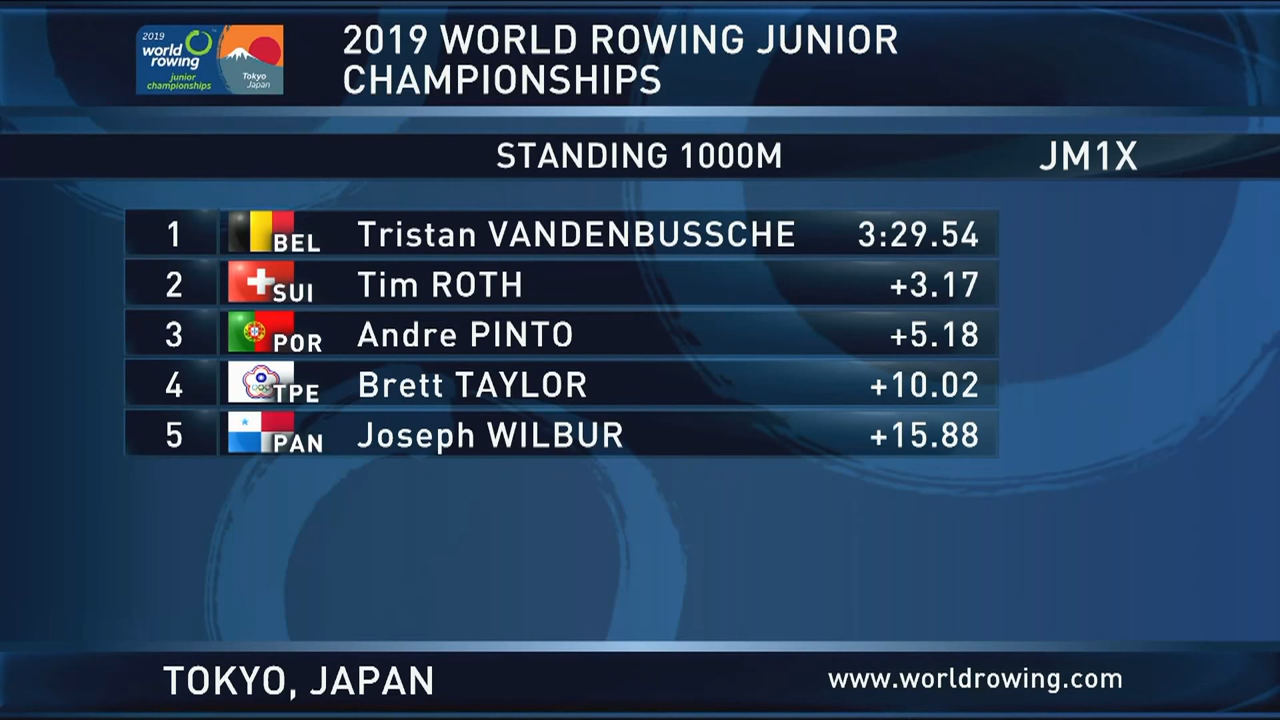 2019
world
rowing
junior
championships
Tokyo
Japan
2019 WORLD ROWING JUNIOR
CHAMPIONSHIPS
STANDING 1000M JM1X
1 BEL Tristan VANDENBUSSCHE 3:29.54
2 SUI Tim ROTH +3.17
3 POR Andre PINTO +5.18
4 TPE Brett TAYLOR +10.02
5 PAN Joseph WILBUR +15.88
TOKYO, JAPAN www.worldrowing.com